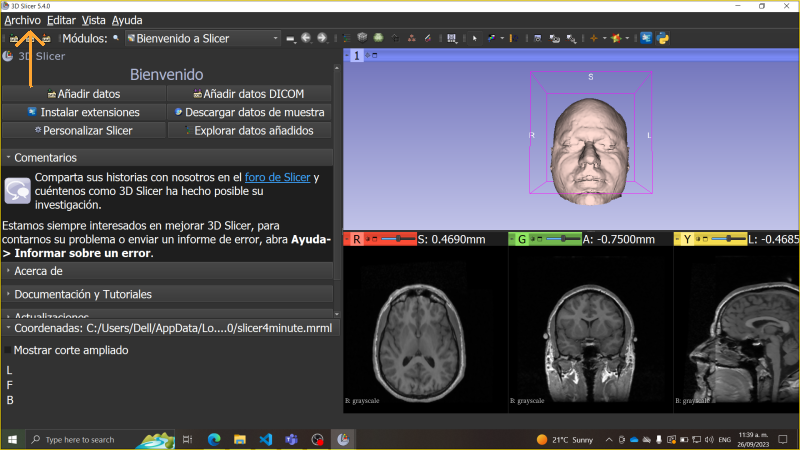 3D Slicer 5.4.0
Archivo Editar Vista Ayuda
Módulos: Bienvenido a Slicer
3D Slicer
Bienvenido
Añadir datos
Añadir datos DICOM
Instalar extensiones
Descargar datos de muestra
Personalizar Slicer
Explorar datos añadidos
Comentarios
Comparta sus historias con nosotros en el foro de Slicer y
cuéntenos como 3D Slicer ha hecho posible su
investigación.
Estamos siempre interesados en mejorar 3D Slicer, para
contarnos su problema o enviar un informe de error, abra Ayuda-
> Informar sobre un error.
Acerca de
Documentación y Tutoriales
Actualizaciones
Coordenadas: C:/Users/Dell/AppData/Lo....0/slicer4minute.mrml
Mostrar corte ampliado
L
F
B
1
S
R
L
R S: 0.4690mm
G A: -0.7500mm
Y L: -0.4685
B: grayscale
B: grayscale
B: grayscale
Type here to search
21°C Sunny
11:39 a. m.
26/09/2023